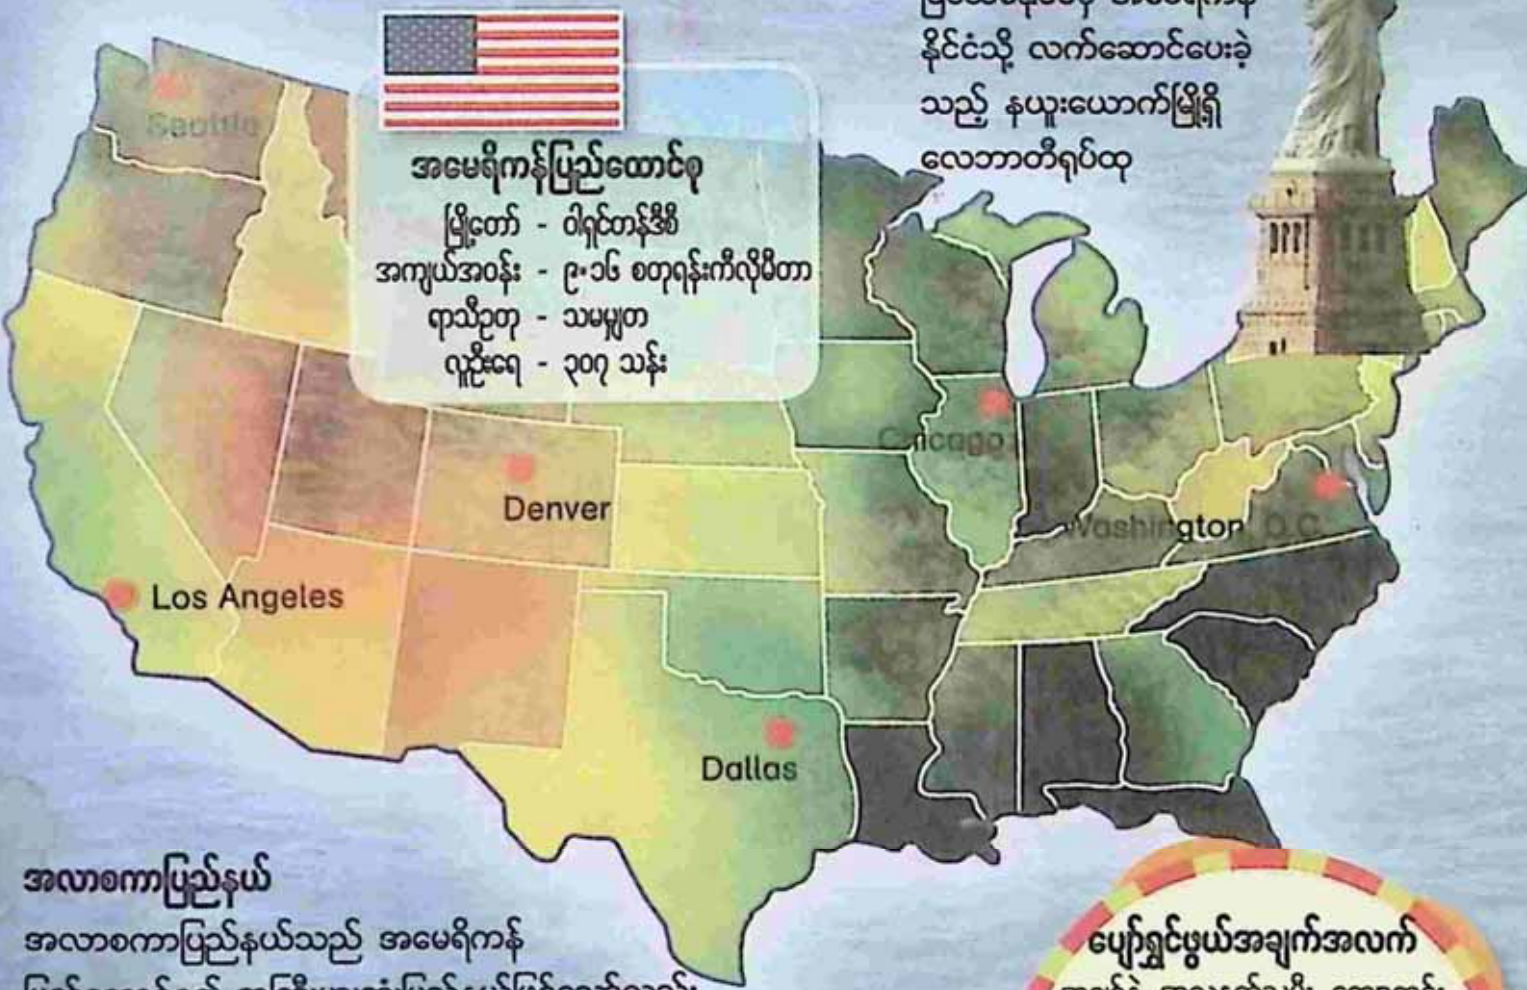 နိုင်ငံသို့ လက်ဆောင်ပေးခဲ့
သည့် နယူးယောက်မြို့ရှိ
လေဘာတီရုပ်ထု
အမေရိကန်ပြည်ထောင်စု
မြို့တော် - ဝါရှင်တန်ဒီစီ
အကျယ်အဝန်း - ၉.၁၆ စတုရန်းကီလိုမီတာ
ရာသီဥတု - သမမျှတ
လူဦးရေ - ၃၀၇ သန်း
Seattle
Chicago
Denver
Washington, D.C.
Los Angeles
Dallas
အလာစကာပြည်နယ်
အလာစကာပြည်နယ်သည် အမေရိကန်
ပျော်ရွှင်ဖွယ်အချက်အလက်